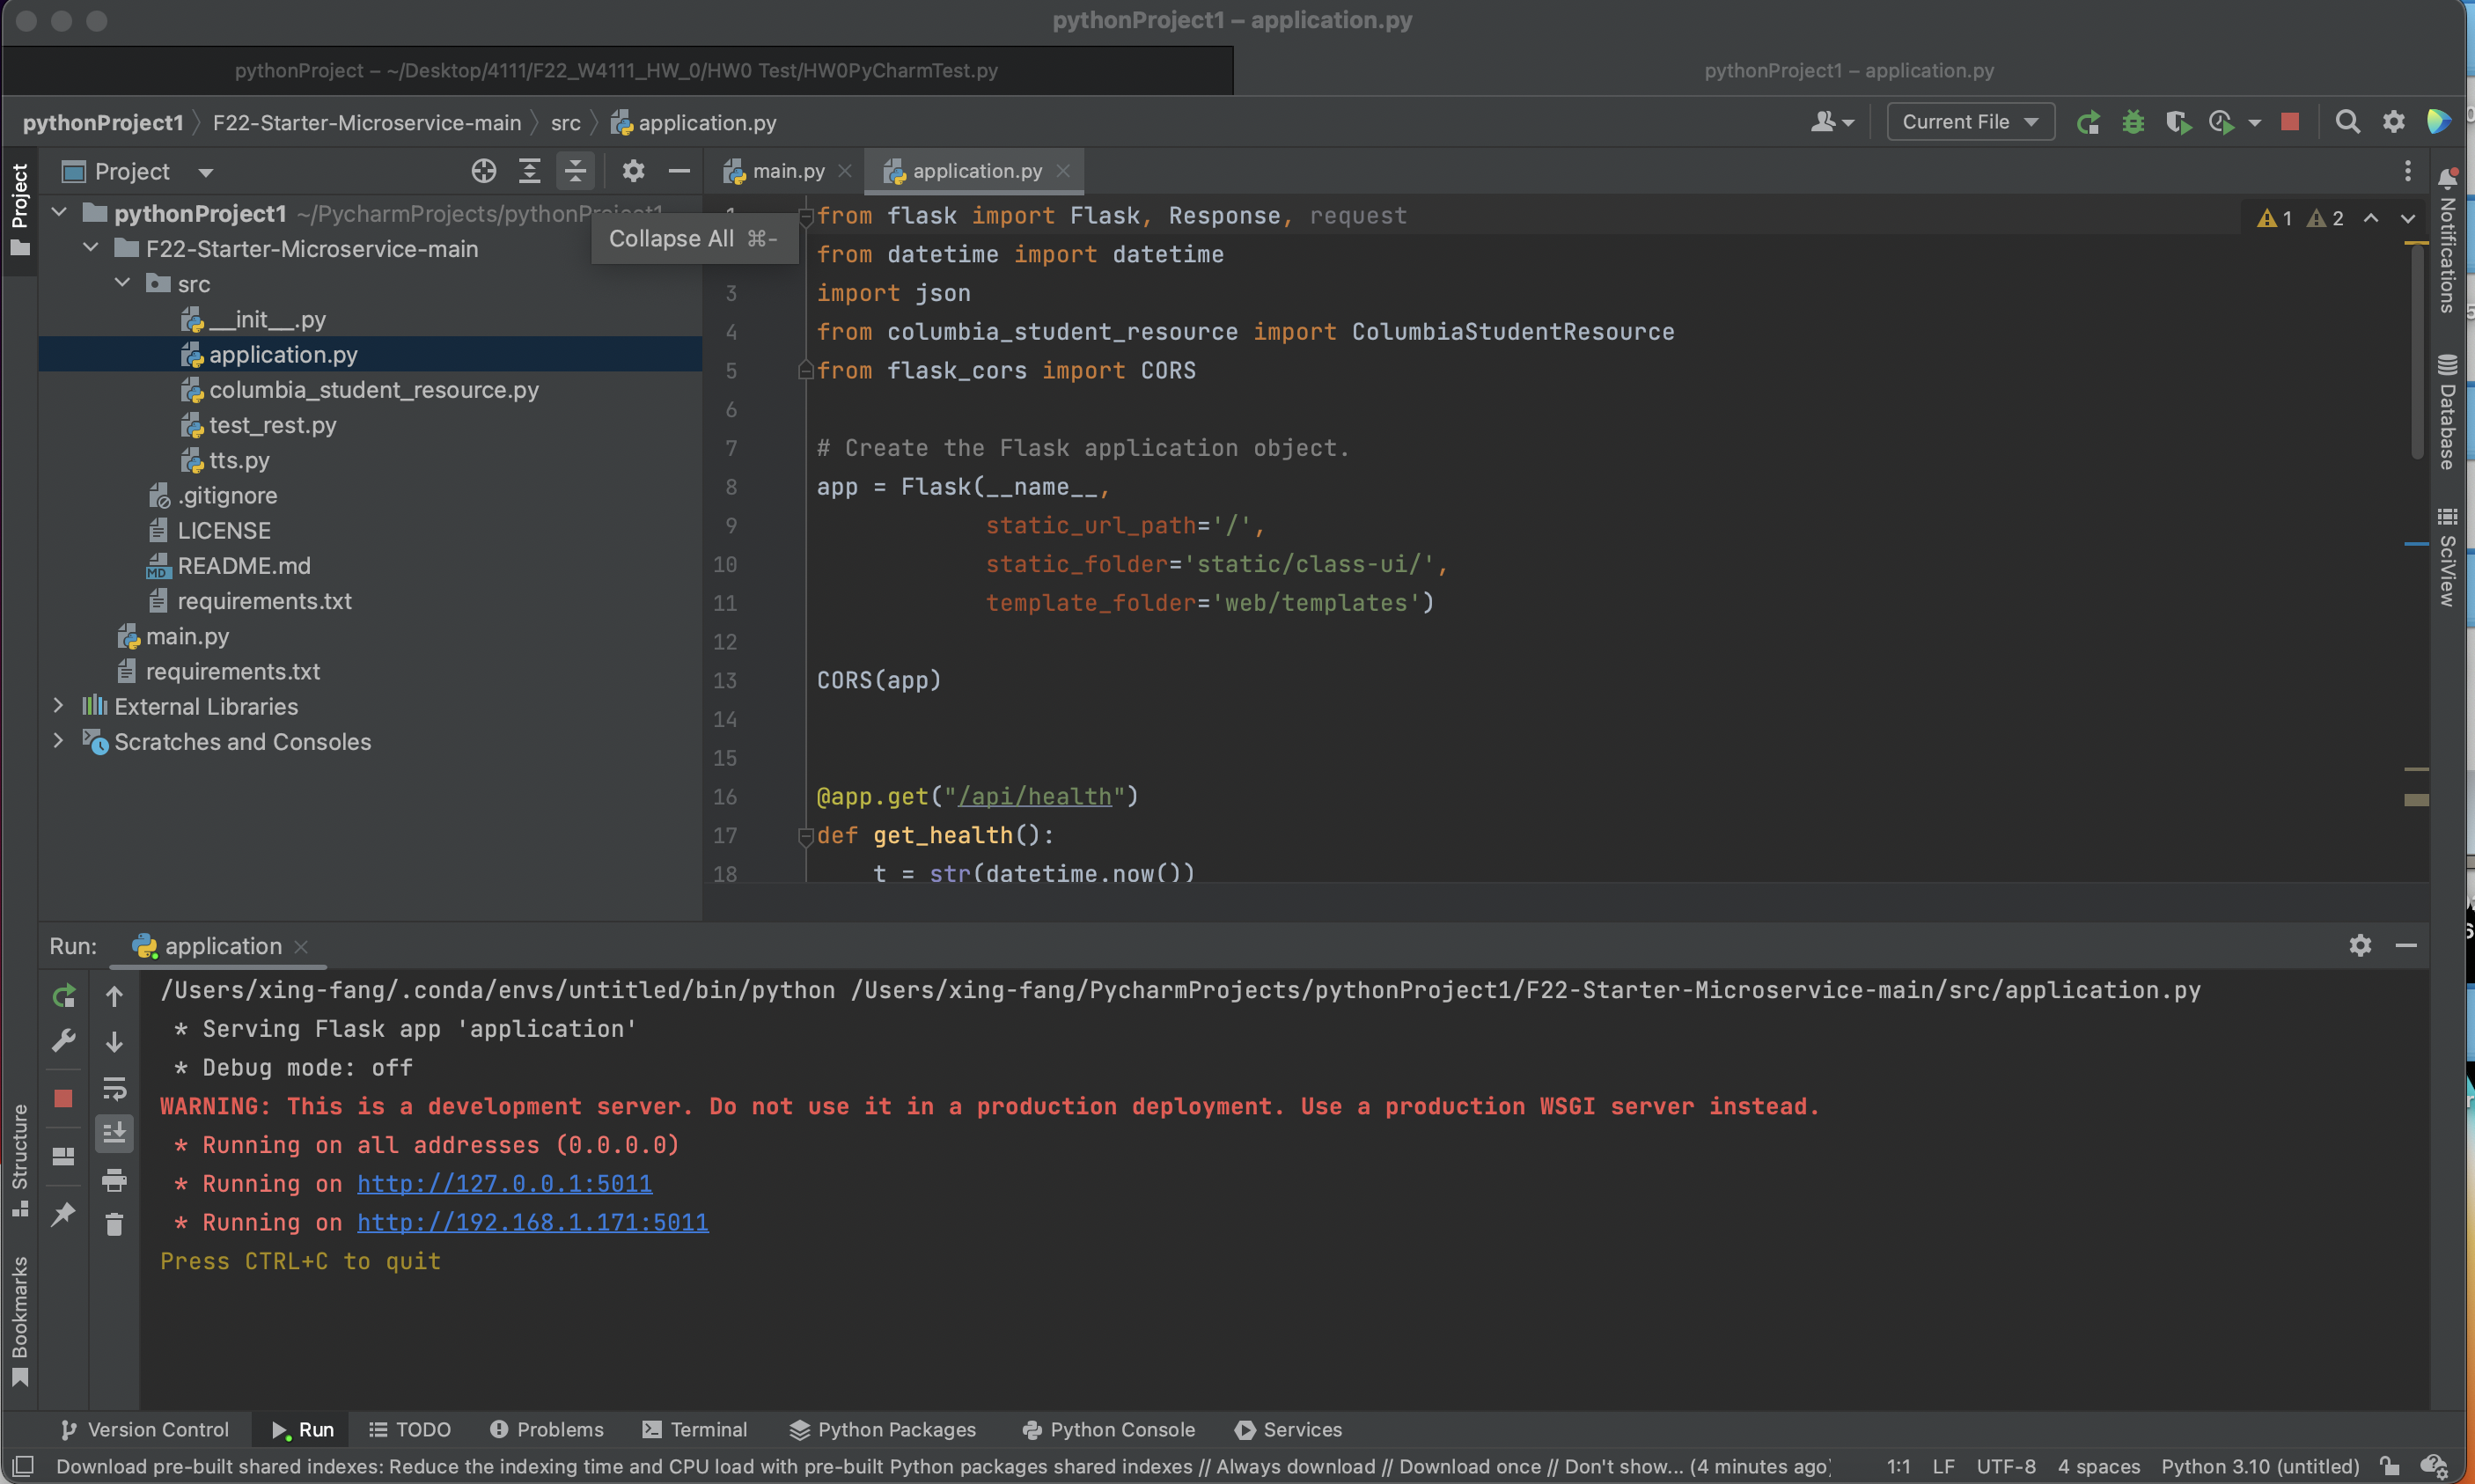 pythonProject1 – application.py
pythonProject – ~/Desktop/4111/F22_W4111_HW_0/HW0 Test/HW0PyCharmTest.py
pythonProject1 – application.py
pythonProject1 F22-Starter-Microservice-main src application.py
Current File
Project
Project
main.py
application.py
pythonProject1 ~/PycharmProjects/pythonProject1
F22-Starter-Microservice-main
src
__init__.py
application.py
columbia_student_resource.py
test_rest.py
tts.py
.gitignore
LICENSE
README.md
requirements.txt
main.py
requirements.txt
External Libraries
Scratches and Consoles
Collapse All ⌘-
1 from flask import Flask, Response, request
from datetime import datetime
3 import json
4 from columbia_student_resource import ColumbiaStudentResource
5 from flask_cors import CORS
6
7 # Create the Flask application object.
8 app = Flask(__name__,
9 static_url_path='/',
10 static_folder='static/class-ui/',
11 template_folder='web/templates')
12
13 CORS(app)
14
15
16 @app.get("/api/health")
17 def get_health():
18 t = str(datetime.now())
1 2
Notifications
Database
SciView
Run: application
/Users/xing-fang/.conda/envs/untitled/bin/python /Users/xing-fang/PycharmProjects/pythonProject1/F22-Starter-Microservice-main/src/application.py
* Serving Flask app 'application'
* Debug mode: off
WARNING: This is a development server. Do not use it in a production deployment. Use a production WSGI server instead.
* Running on all addresses (0.0.0.0)
* Running on http://127.0.0.1:5011
* Running on http://192.168.1.171:5011
Press CTRL+C to quit
Structure
Bookmarks
Version Control Run TODO Problems Terminal Python Packages Python Console Services
Download pre-built shared indexes: Reduce the indexing time and CPU load with pre-built Python packages shared indexes // Always download // Download once // Don't show... (4 minutes ago) 1:1 LF UTF-8 4 spaces Python 3.10 (untitled)